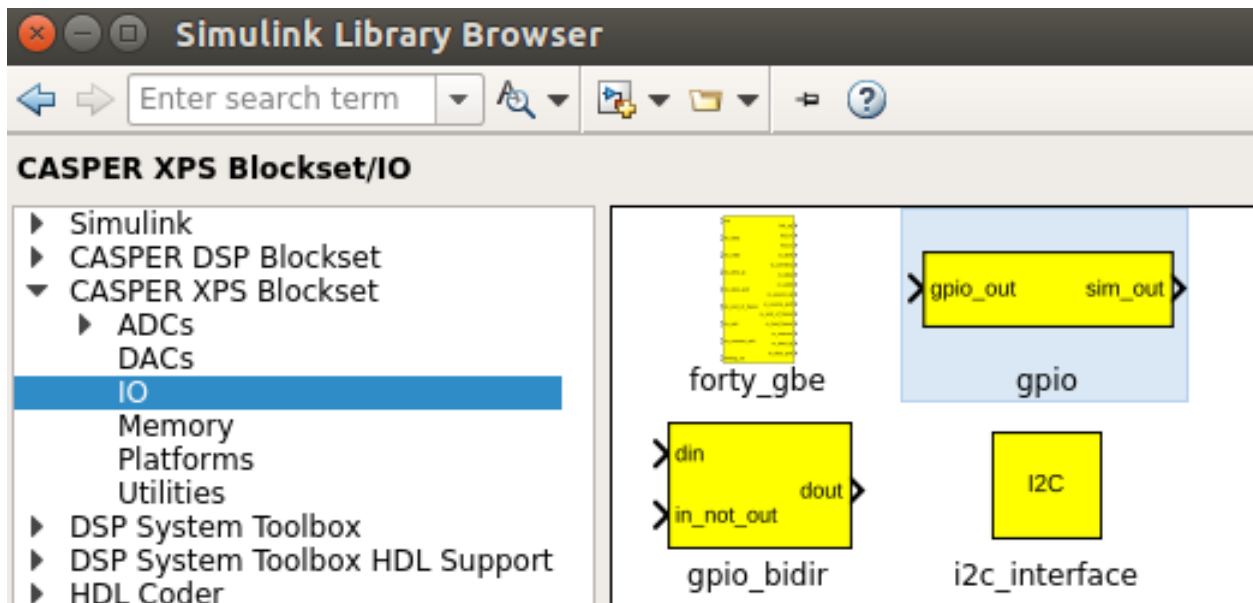 Simulink Library Browser
Enter search term
CASPER XPS Blockset/IO
Simulink
CASPER DSP Blockset
CASPER XPS Blockset
ADCs
DACs
IO
Memory
Platforms
Utilities
DSP System Toolbox
DSP System Toolbox HDL Support
HDL Coder
forty_gbe
gpio_out sim_out
gpio
din
dout
in_not_out
gpio_bidir
I2C
i2c_interface